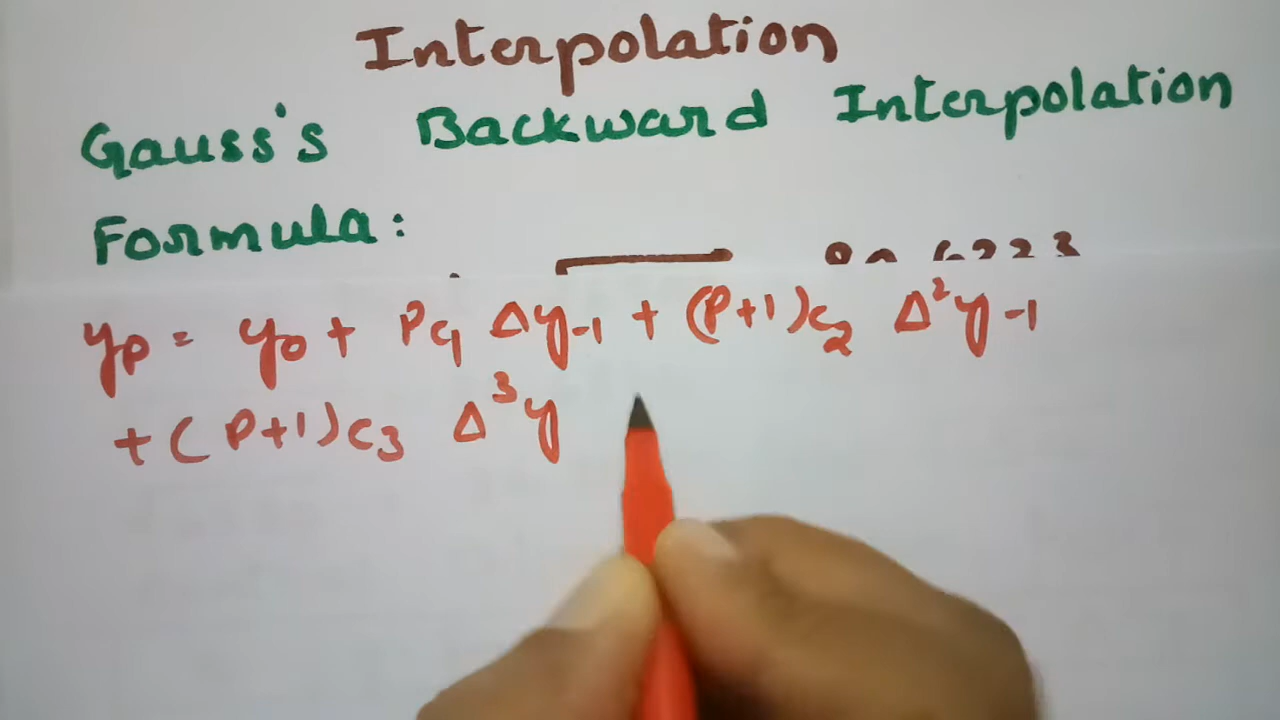 Interpolation
Gauss's Backward Interpolation
Formula:
yp = y0 + Pc1 Δy-1 + (P+1)c2 Δ²y-1
+ (P+1)c3 Δ³y